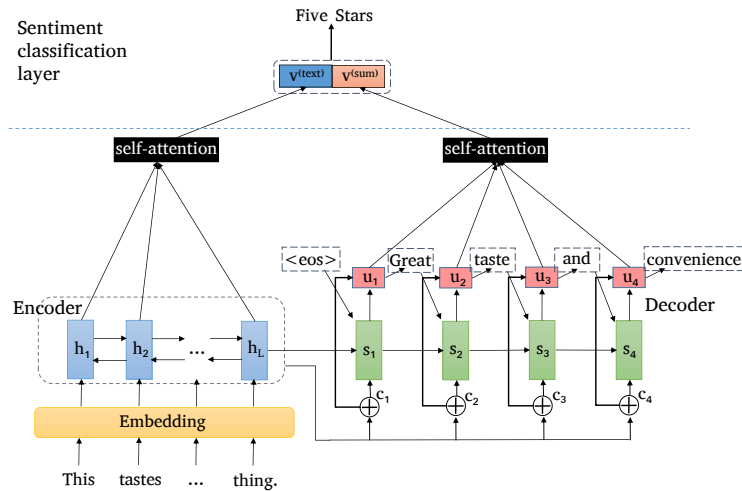 Five Stars
Sentiment
classification
layer
v(text) v(sum)
self-attention self-attention
<eos> Great taste and convenience
u1 u2 u3 u4
Encoder Decoder
h1 h2 ... hL s1 s2 s3 s4
c1 c2 c3 c4
Embedding
This tastes ... thing.